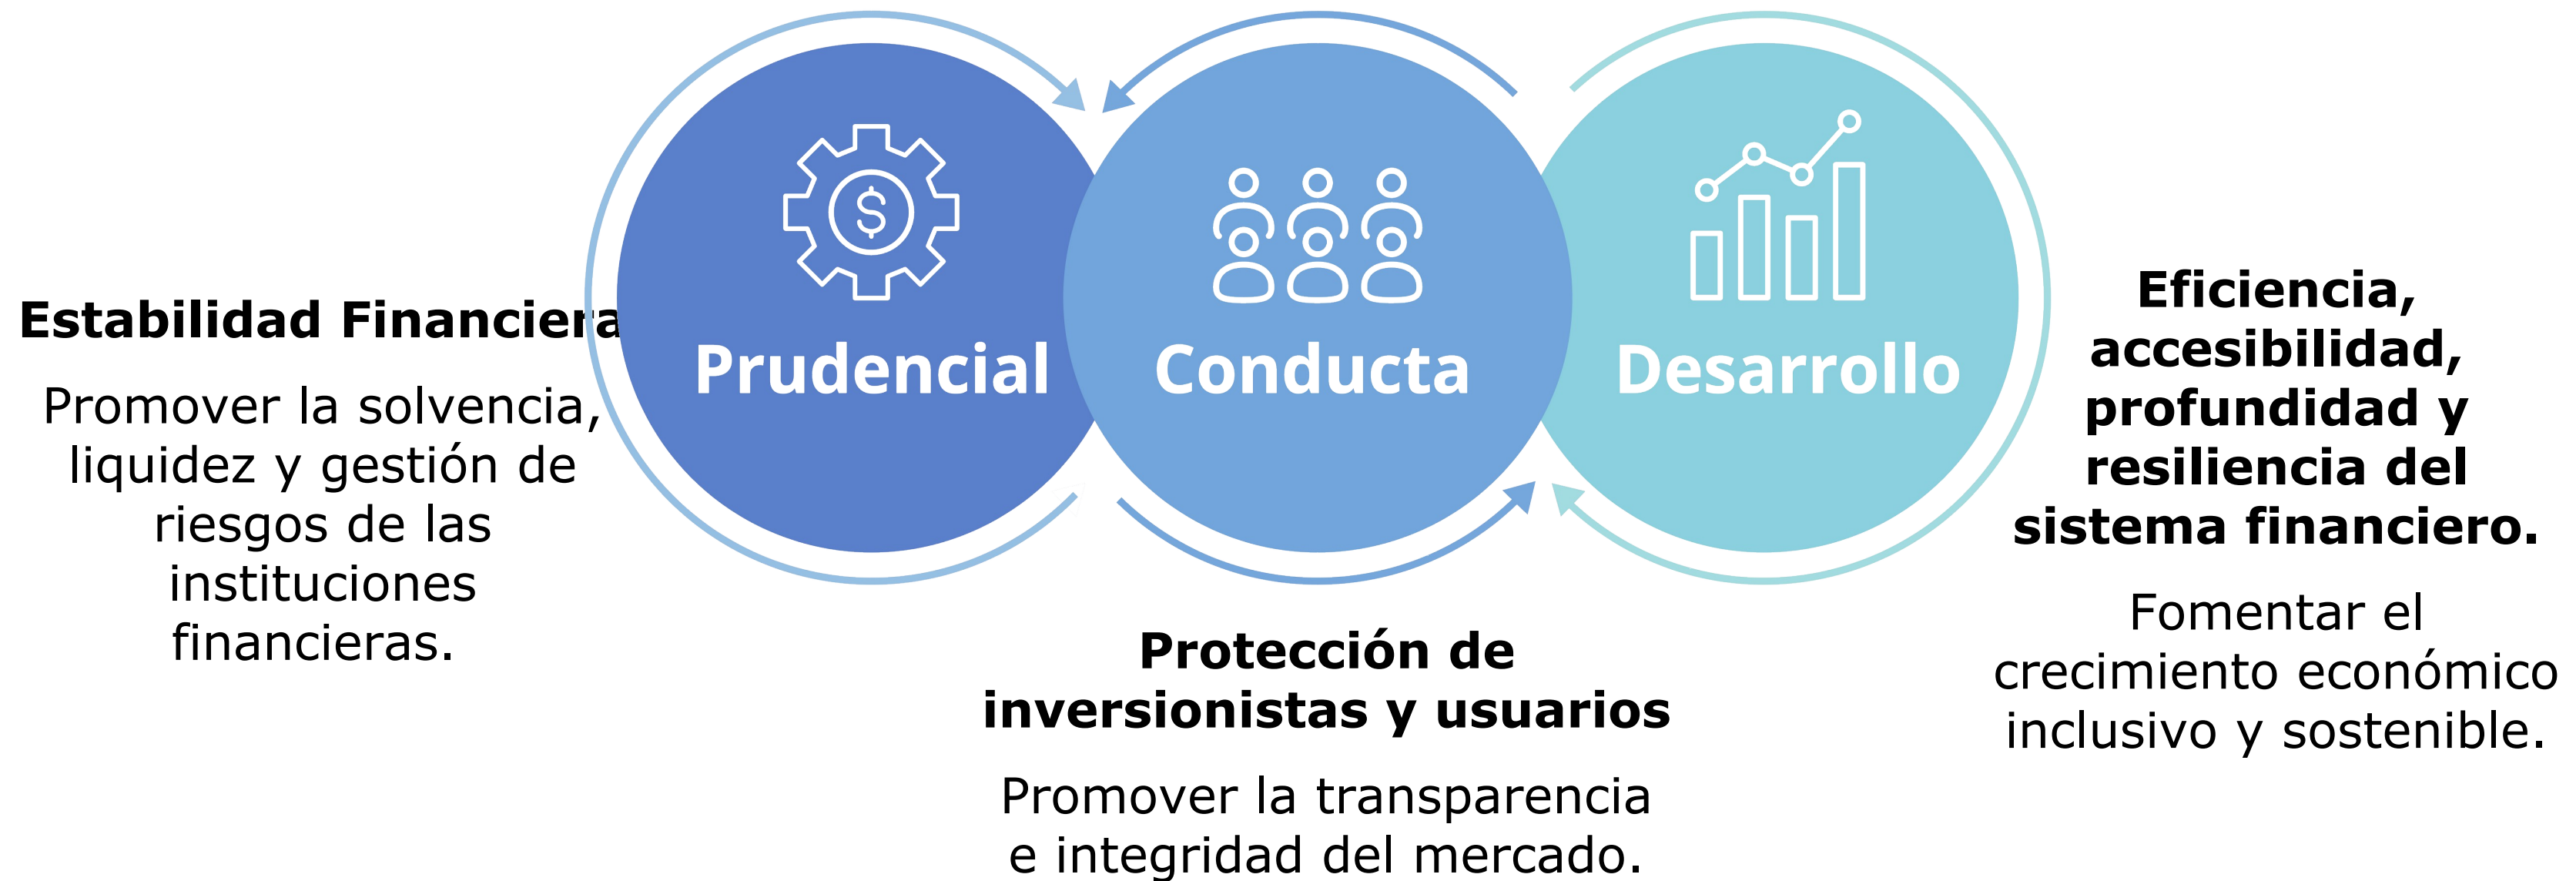 Estabilidad Financiera
Promover la solvencia,
liquidez y gestión de
riesgos de las
instituciones
financieras.
$
Prudencial
Conducta
Desarrollo
Protección de
inversionistas y usuarios
Promover la transparencia
e integridad del mercado.
Eficiencia,
accesibilidad,
profundidad y
resiliencia del
sistema financiero.
Fomentar el
crecimiento económico
inclusivo y sostenible.